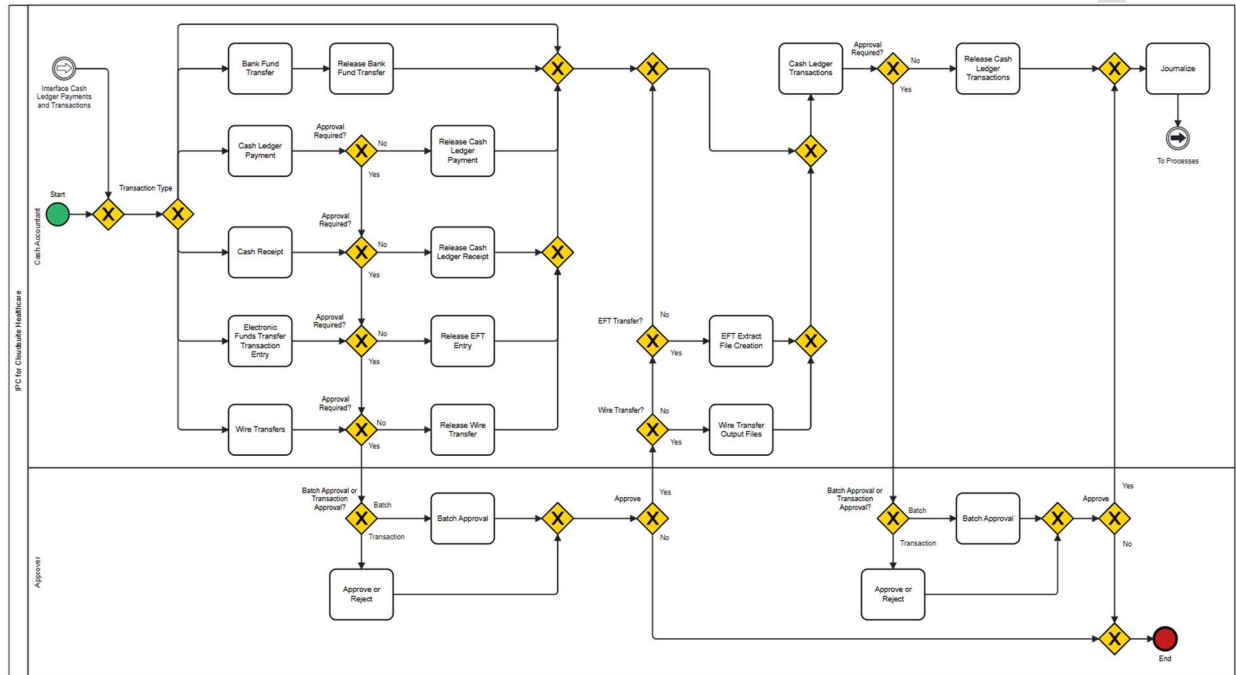 IPC for Cloudsuite Healthcare
Cash Accountant
Approver
Interface Cash
Ledger Payments
and Transactions
Start
Transaction Type
Bank Fund
Transfer
Release Bank
Fund Transfer
Cash Ledger
Payment
Approval
Required?
No
Yes
Release Cash
Ledger
Payment
Cash Receipt
Approval
Required?
No
Yes
Release Cash
Ledger Receipt
Electronic
Funds Transfer
Transaction
Entry
Approval
Required?
No
Yes
Release EFT
Entry
Wire Transfers
Approval
Required?
No
Yes
Release Wire
Transfer
EFT Transfer?
No
Yes
EFT Extract
File Creation
Wire Transfer?
No
Yes
Wire Transfer
Output Files
Cash Ledger
Transactions
Approval
Required?
No
Yes
Release Cash
Ledger
Transactions
Journalize
To Processes
Batch Approval or
Transaction
Approval?
Batch
Transaction
Batch Approval
Approve or
Reject
Approve
Yes
No
Batch Approval or
Transaction
Approval?
Batch
Transaction
Batch Approval
Approve or
Reject
Approve
Yes
No
End